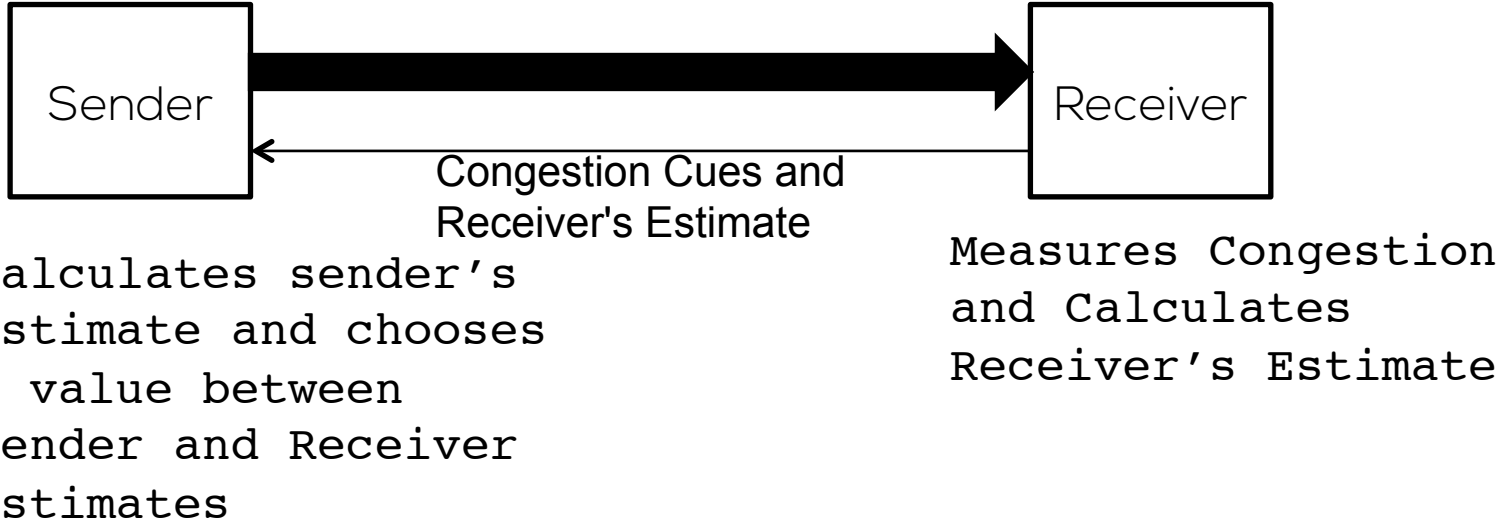 Sender
Receiver
Congestion Cues and
Receiver's Estimate
alculates sender’s
stimate and chooses
value between
ender and Receiver
stimates
Measures Congestion
and Calculates
Receiver’s Estimate